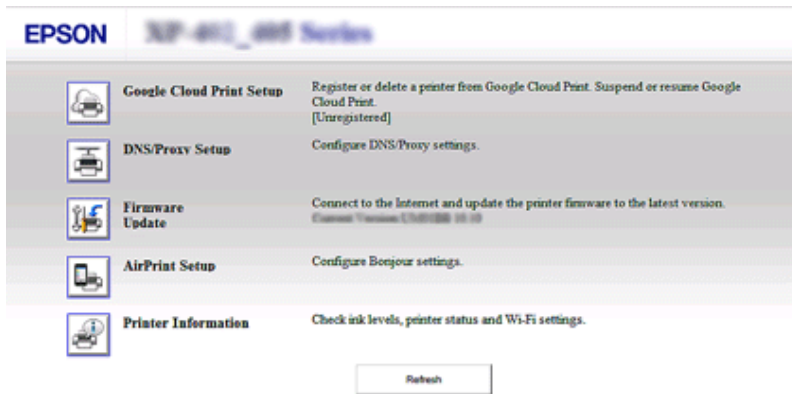 EPSON
Series
Google Cloud Print Setup
Register or delete a printer from Google Cloud Print. Suspend or resume Google
Cloud Print.
[Unregistered]
DNS/Proxy Setup
Configure DNS/Proxy settings.
Firmware
Update
Connect to the Internet and update the printer firmware to the latest version.
AirPrint Setup
Configure Bonjour settings.
Printer Information
Check ink levels, printer status and Wi-Fi settings.
Refresh